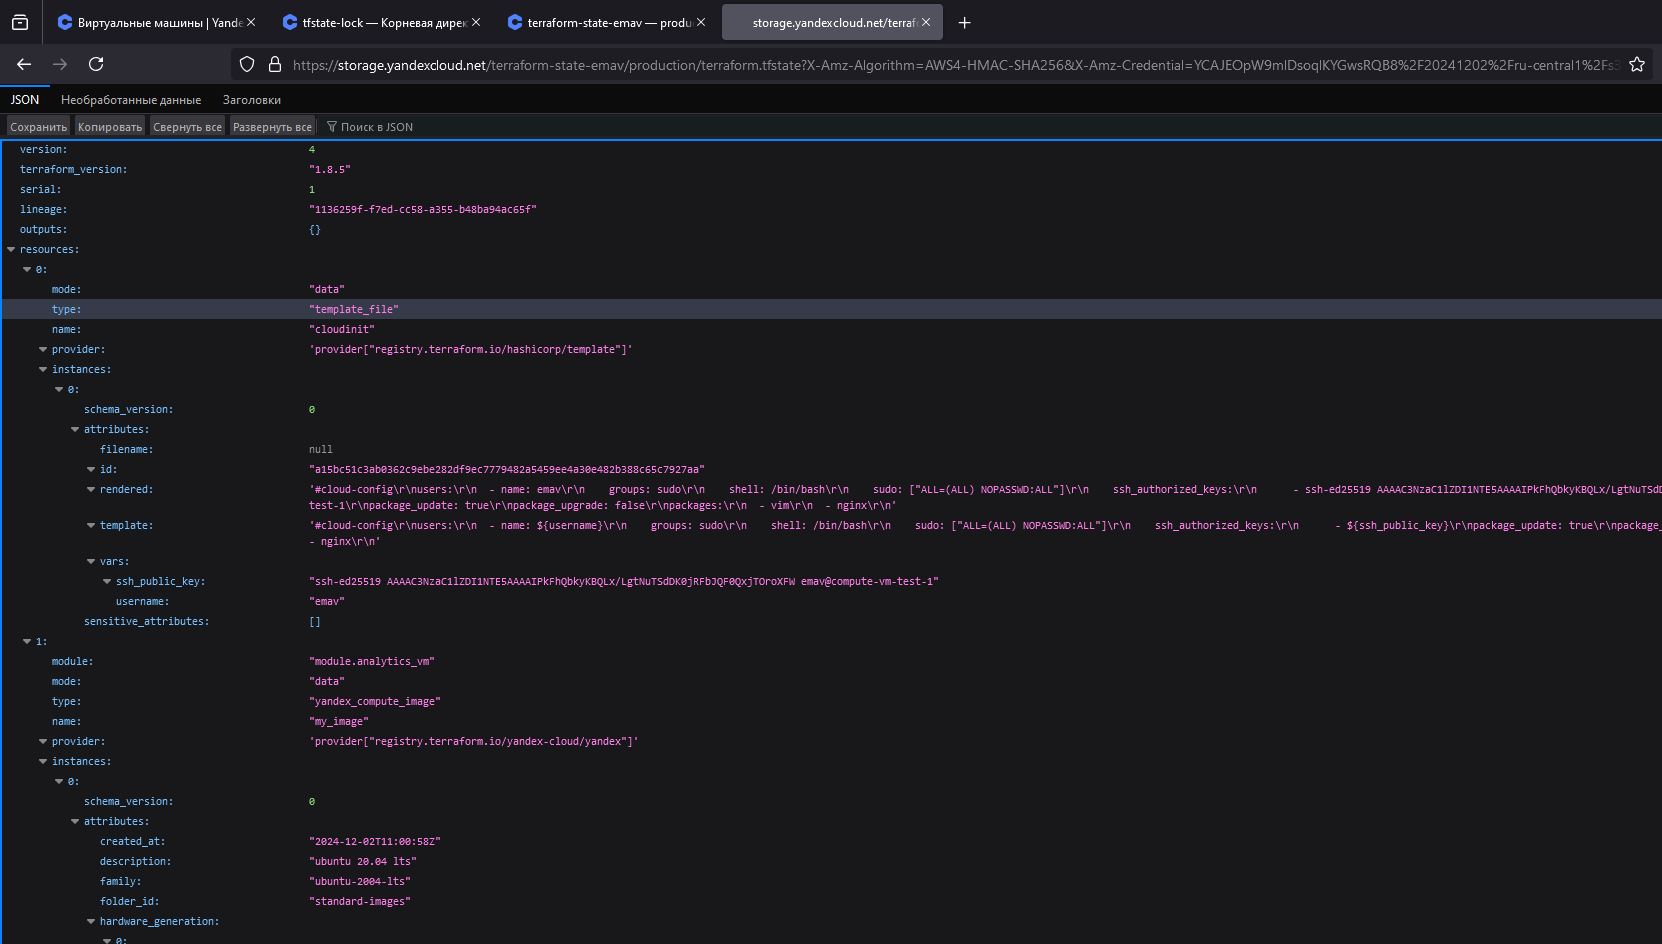 Виртуальные машины | Yande
tfstate-lock — Корневая дирек
terraform-state-emav — produ
storage.yandexcloud.net/terraf
https://storage.yandexcloud.net/terraform-state-emav/production/terraform.tfstate?X-Amz-Algorithm=AWS4-HMAC-SHA256&X-Amz-Credential=YCAJEOpW9mlDsoqlKYGwsRQB8%2F20241202%2Fru-central1%2Fs3
JSON Необработанные данные Заголовки
Сохранить Копировать Свернуть все Развернуть все Поиск в JSON
version: 4
terraform_version: "1.8.5"
serial: 1
lineage: "1136259f-f7ed-cc58-a355-b48ba94ac65f"
outputs: {}
resources:
0:
mode: "data"
type: "template_file"
name: "cloudinit"
provider: 'provider["registry.terraform.io/hashicorp/template"]'
instances:
0:
schema_version: 0
attributes:
filename: null
id: "a15bc51c3ab0362c9ebe282df9ec7779482a5459ee4a30e482b388c65c7927aa"
rendered: '#cloud-config\r\nusers:\r\n  - name: emav\r\n    groups: sudo\r\n    shell: /bin/bash\r\n    sudo: ["ALL=(ALL) NOPASSWD:ALL"]\r\n    ssh_authorized_keys:\r\n      - ssh-ed25519 AAAAC3NzaC1lZDI1NTE5AAAAIPkFhQbkyKBQLx/LgtNuTSdD
test-1\r\npackage_update: true\r\npackage_upgrade: false\r\npackages:\r\n  - vim\r\n  - nginx\r\n'
template: '#cloud-config\r\nusers:\r\n  - name: ${username}\r\n    groups: sudo\r\n    shell: /bin/bash\r\n    sudo: ["ALL=(ALL) NOPASSWD:ALL"]\r\n    ssh_authorized_keys:\r\n      - ${ssh_public_key}\r\npackage_update: true\r\npackage_
- nginx\r\n'
vars:
ssh_public_key: "ssh-ed25519 AAAAC3NzaC1lZDI1NTE5AAAAIPkFhQbkyKBQLx/LgtNuTSdDK0jRFbJQF0QxjTOroXFW emav@compute-vm-test-1"
username: "emav"
sensitive_attributes: []
1:
module: "module.analytics_vm"
mode: "data"
type: "yandex_compute_image"
name: "my_image"
provider: 'provider["registry.terraform.io/yandex-cloud/yandex"]'
instances:
0:
schema_version: 0
attributes:
created_at: "2024-12-02T11:00:58Z"
description: "ubuntu 20.04 lts"
family: "ubuntu-2004-lts"
folder_id: "standard-images"
hardware_generation:
0: